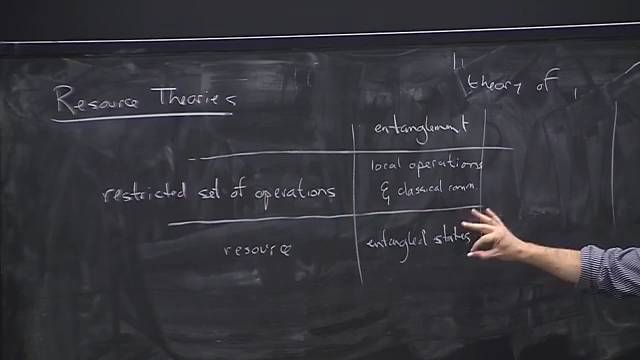 Resource Theories
theory of
entanglement
restricted set of operations
local operations
& classical comm.
resource
entangled states